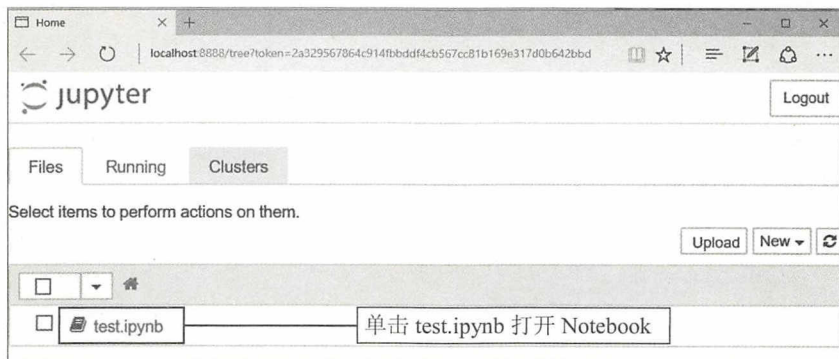 Home
localhost:8888/tree?token=2a329567864c914fbbddf4cb567cc81b169e317d0b642bbd
jupyter
Logout
Files Running Clusters
Select items to perform actions on them.
Upload New
test.ipynb 单击 test.ipynb 打开 Notebook